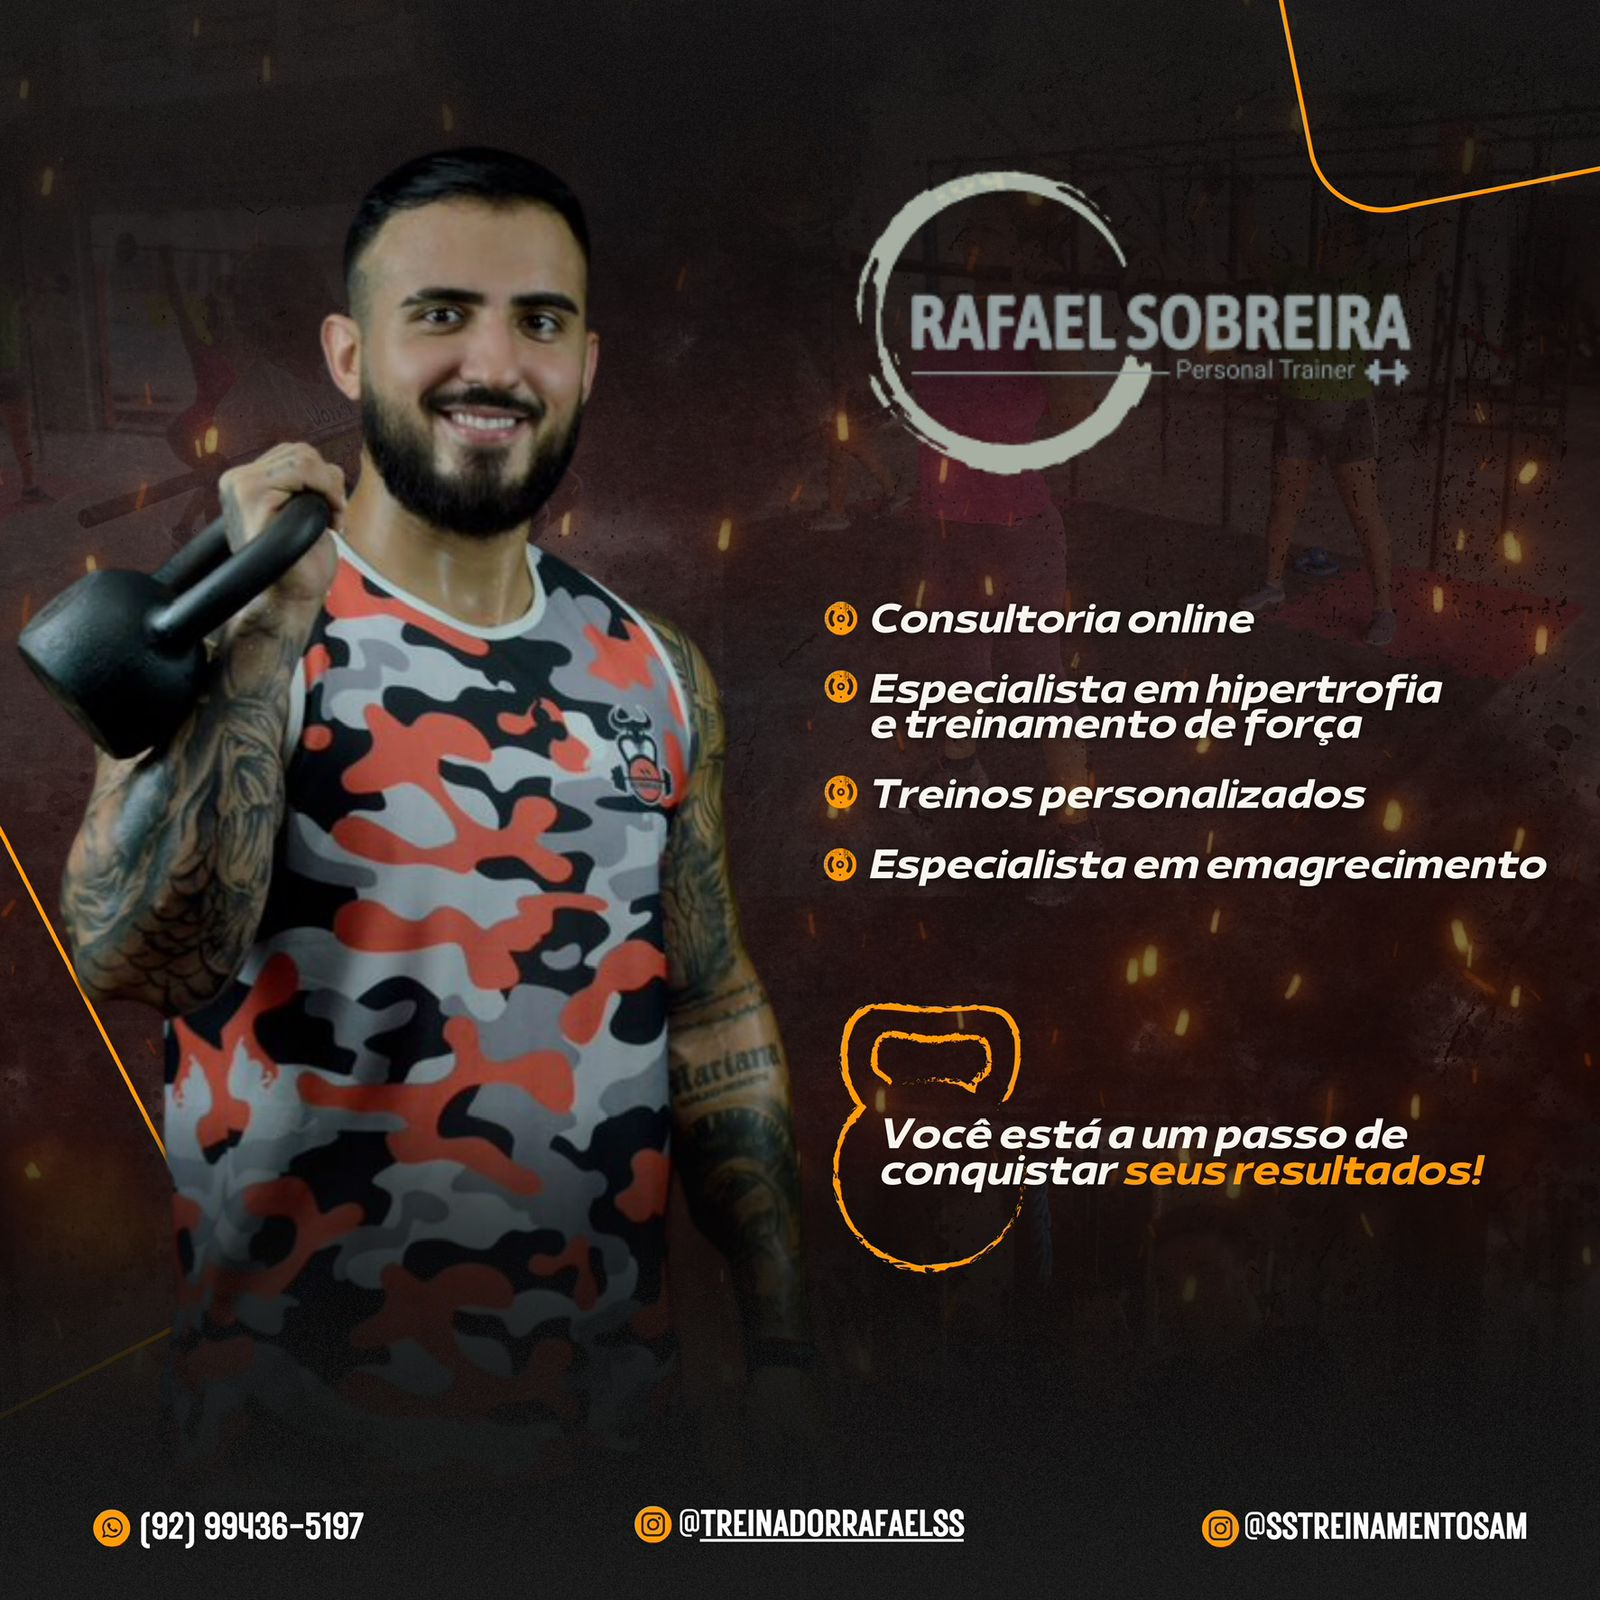 RAFAEL SOBREIRA
Personal Trainer
Consultoria online
Especialista em hipertrofia
e treinamento de força
Treinos personalizados
Especialista em emagrecimento
Mariana
Você está a um passo de
conquistar seus resultados!
(92) 99436-5197
@TREINADORRAFAELSS
@SSTREINAMENTOSAM